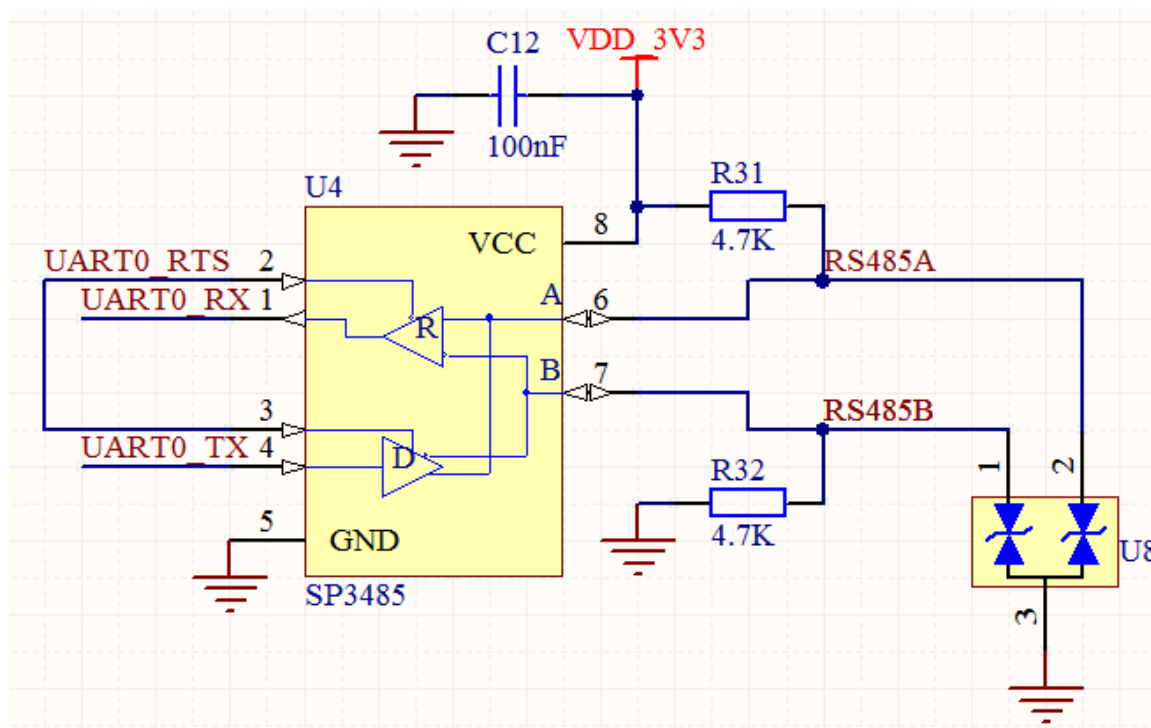 C12
VDD_3V3
100nF
U4
R31
VCC
8
4.7K
UART0_RTS
2
RS485A
UART0_RX
1
R
A
6
B
7
RS485B
3
UART0_TX
4
D
R32
1
2
5
GND
4.7K
U8
SP3485
3